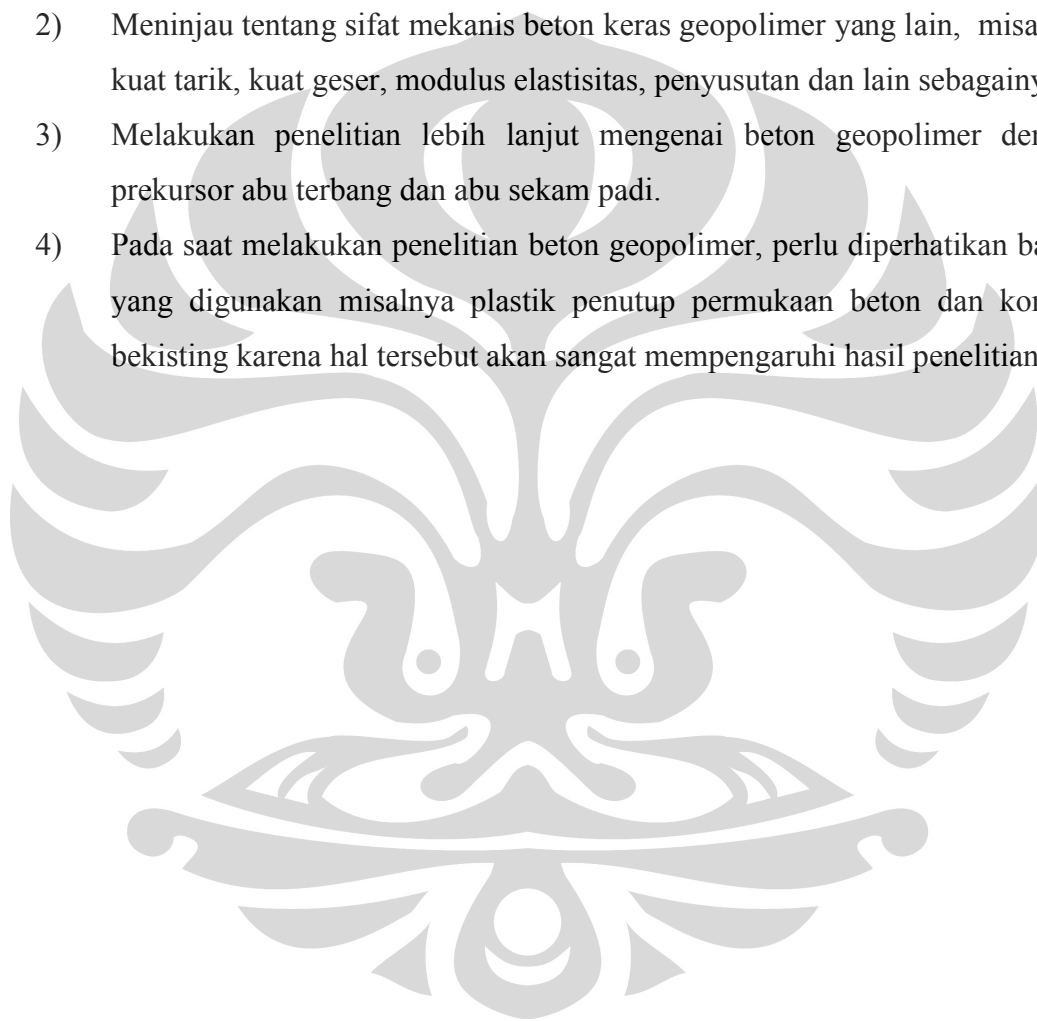 2) Meninjau tentang sifat mekanis beton keras geopolimer yang lain, misa
kuat tarik, kuat geser, modulus elastisitas, penyusutan dan lain sebagainy
3) Melakukan penelitian lebih lanjut mengenai beton geopolimer den
prekursor abu terbang dan abu sekam padi.
4) Pada saat melakukan penelitian beton geopolimer, perlu diperhatikan ba
yang digunakan misalnya plastik penutup permukaan beton dan kon
bekisting karena hal tersebut akan sangat mempengaruhi hasil penelitian